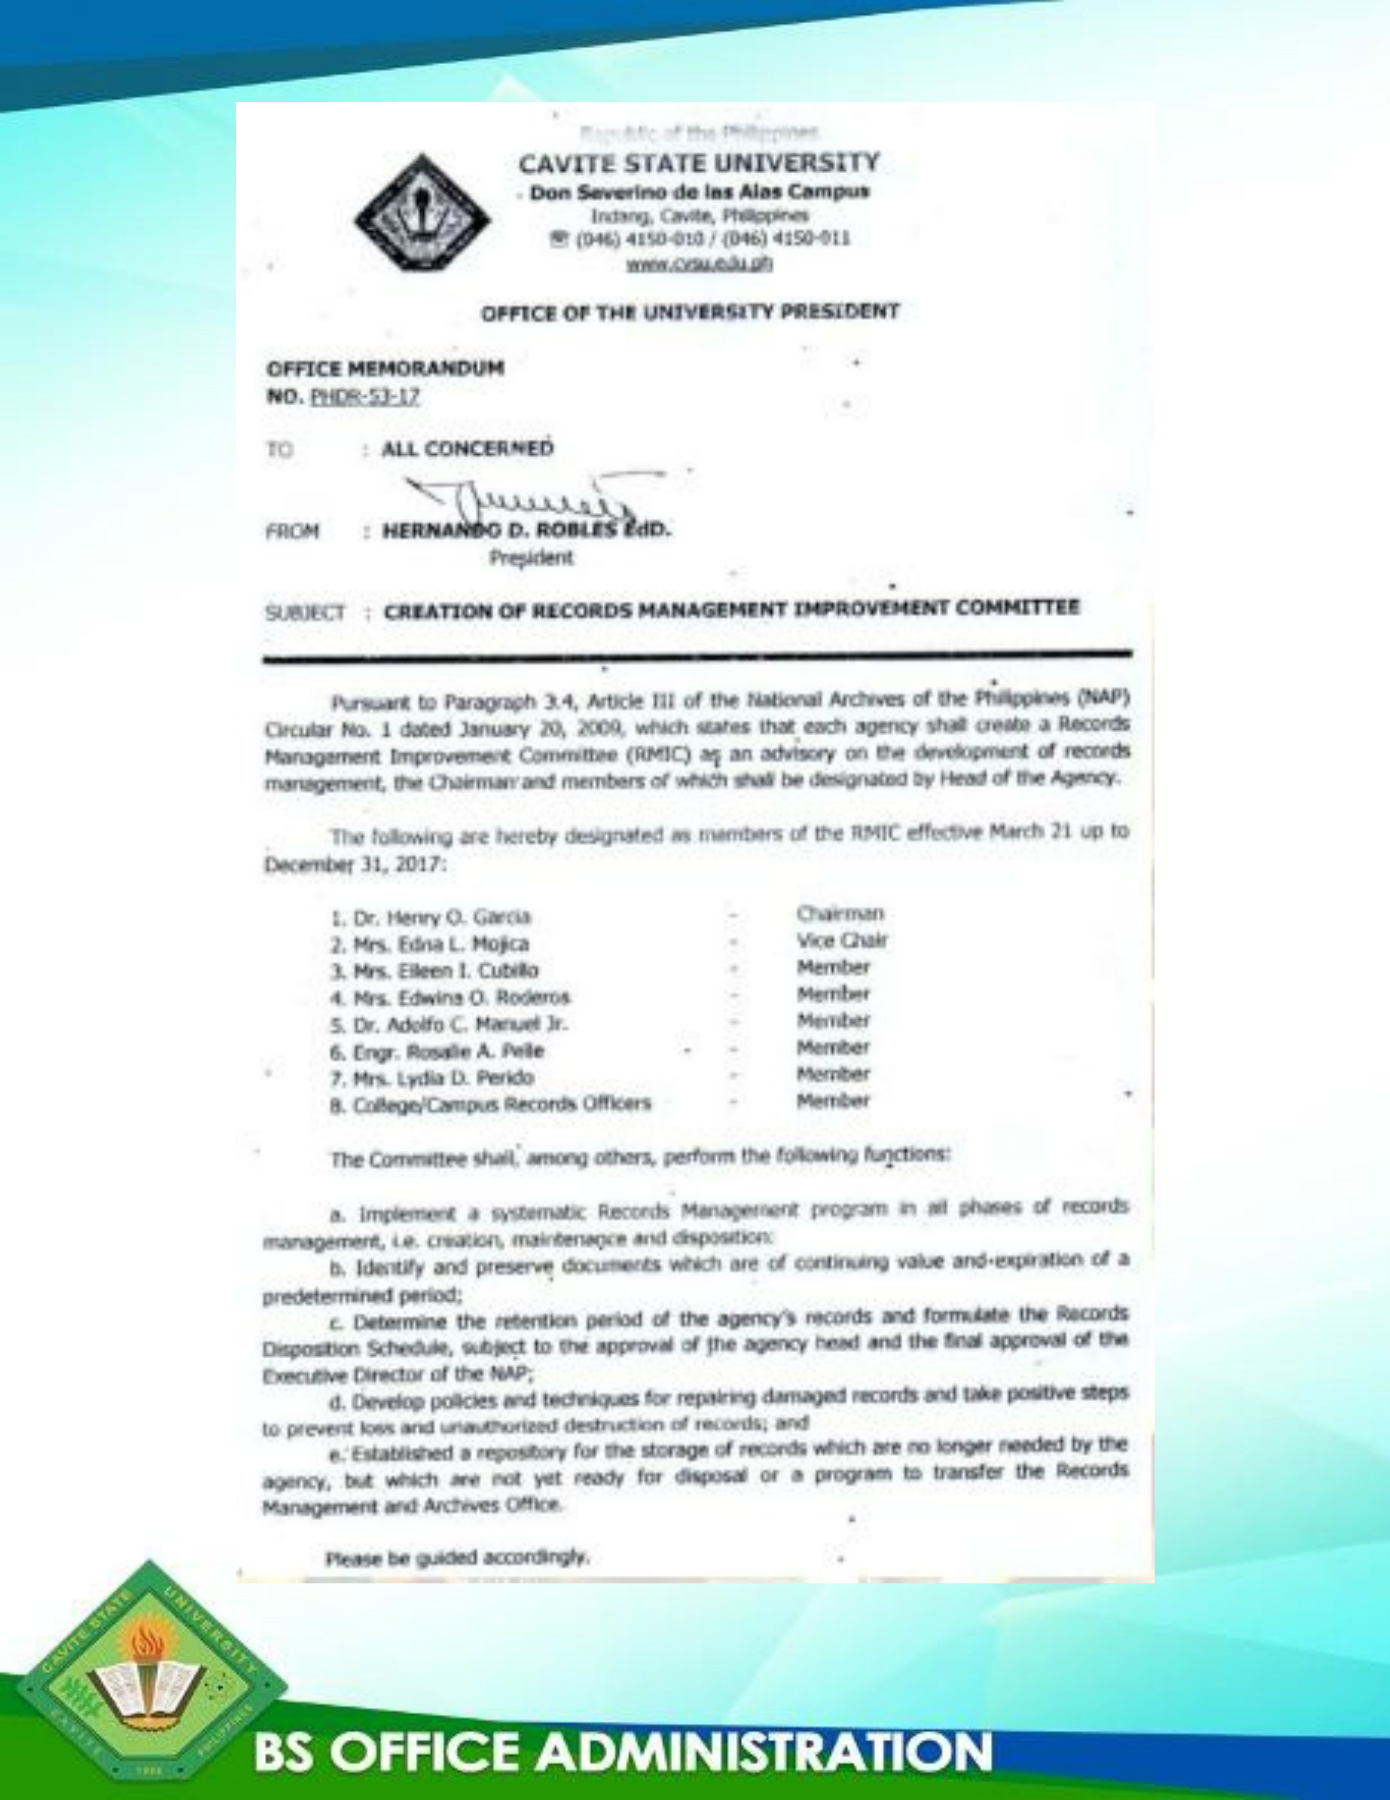 Republic of the Philippines
CAVITE STATE UNIVERSITY
Don Severino de las Alas Campus
Indang, Cavite, Philippines
☏ (046) 4150-010 / (046) 4150-011
www.cvsu.edu.ph
OFFICE OF THE UNIVERSITY PRESIDENT
OFFICE MEMORANDUM
NO. PHDR-53-17
TO : ALL CONCERNED
FROM : HERNANDO D. ROBLES EdD.
President
SUBJECT : CREATION OF RECORDS MANAGEMENT IMPROVEMENT COMMITTEE
Pursuant to Paragraph 3.4, Article III of the National Archives of the Philippines (NAP)
Circular No. 1 dated January 20, 2009, which states that each agency shall create a Records
Management Improvement Committee (RMIC) as an advisory on the development of records
management, the Chairman and members of which shall be designated by Head of the Agency.
The following are hereby designated as members of the RMIC effective March 21 up to
December 31, 2017:
1. Dr. Henry O. Garcia - Chairman
2. Mrs. Edna L. Mojica - Vice Chair
3. Mrs. Eileen I. Cubillo - Member
4. Mrs. Edwina O. Roderos - Member
5. Dr. Adolfo C. Manuel Jr. - Member
6. Engr. Rosalie A. Pelle - Member
7. Mrs. Lydia D. Perido - Member
8. College/Campus Records Officers - Member
The Committee shall, among others, perform the following functions:
a. Implement a systematic Records Management program in all phases of records
management, i.e. creation, maintenance and disposition:
b. Identify and preserve documents which are of continuing value and expiration of a
predetermined period;
c. Determine the retention period of the agency's records and formulate the Records
Disposition Schedule, subject to the approval of the agency head and the final approval of the
Executive Director of the NAP;
d. Develop policies and techniques for repairing damaged records and take positive steps
to prevent loss and unauthorized destruction of records; and
e. Established a repository for the storage of records which are no longer needed by the
agency, but which are not yet ready for disposal or a program to transfer the Records
Management and Archives Office.
Please be guided accordingly.
CAVITE STATE UNIVERSITY
CAVITE PHILIPPINES
1906
BS OFFICE ADMINISTRATION